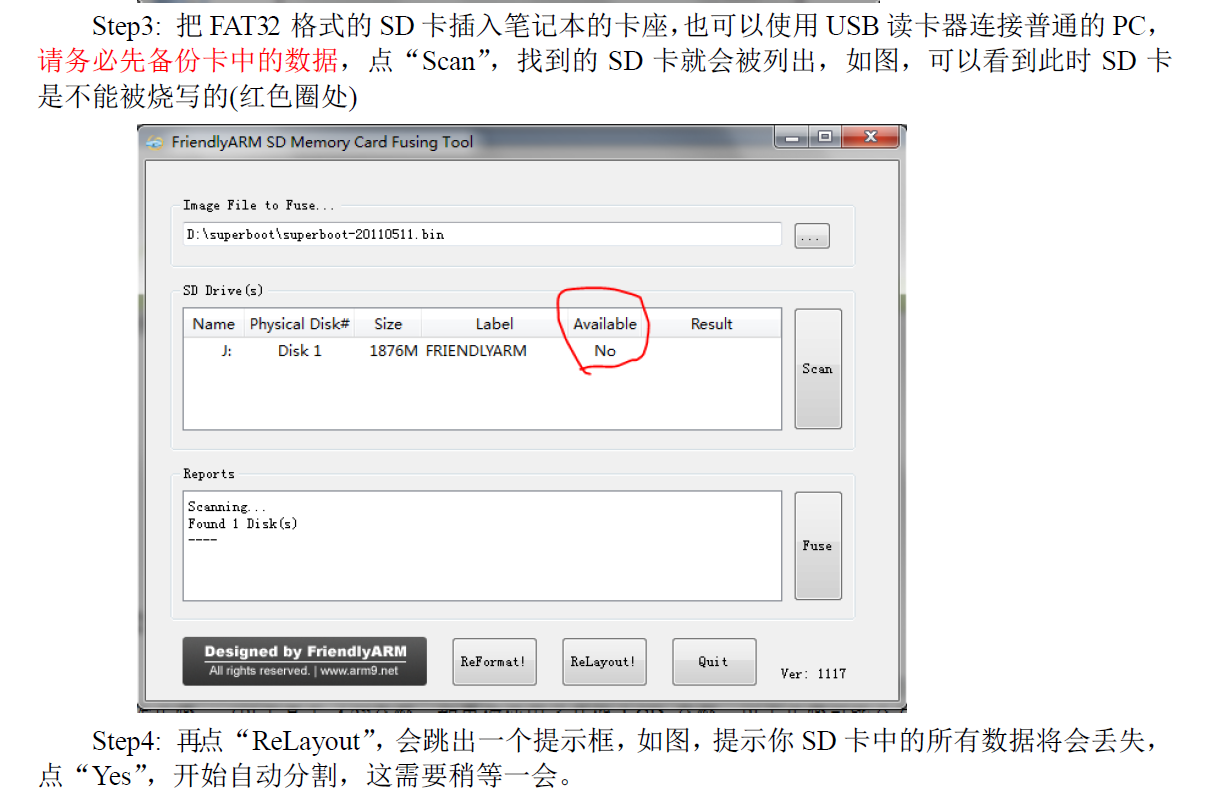 Step3: 把 FAT32 格式的 SD 卡插入笔记本的卡座，也可以使用 USB 读卡器连接普通的 PC，
请务必先备份卡中的数据，点“Scan”，找到的 SD 卡就会被列出，如图，可以看到此时 SD 卡
是不能被烧写的(红色圈处)
FriendlyARM SD Memory Card Fusing Tool
Image File to Fuse...
D:\superboot\superboot-20110511.bin
...
SD Drive(s)
Name Physical Disk# Size Label Available Result
J: Disk 1 1876M FRIENDLYARM No
Scan
Reports
Scanning...
Found 1 Disk(s)
----
Fuse
Designed by FriendlyARM
All rights reserved. | www.arm9.net
ReFormat!
ReLayout!
Quit
Ver: 1117
Step4: 再点“ReLayout”，会跳出一个提示框，如图，提示你 SD 卡中的所有数据将会丢失，
点“Yes”，开始自动分割，这需要稍等一会。